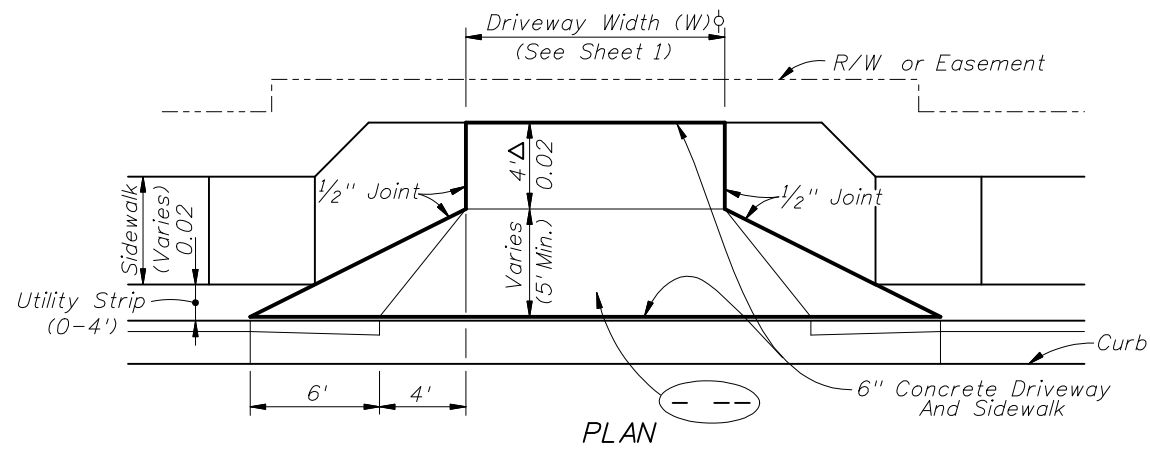 Driveway Width (W)
(See Sheet 1)
R/W or Easement
4'Δ
0.02
1/2" Joint
1/2" Joint
Sidewalk
(Varies)
0.02
Varies
(5' Min.)
Utility Strip
(0-4')
Curb
6'
4'
6" Concrete Driveway
And Sidewalk
PLAN